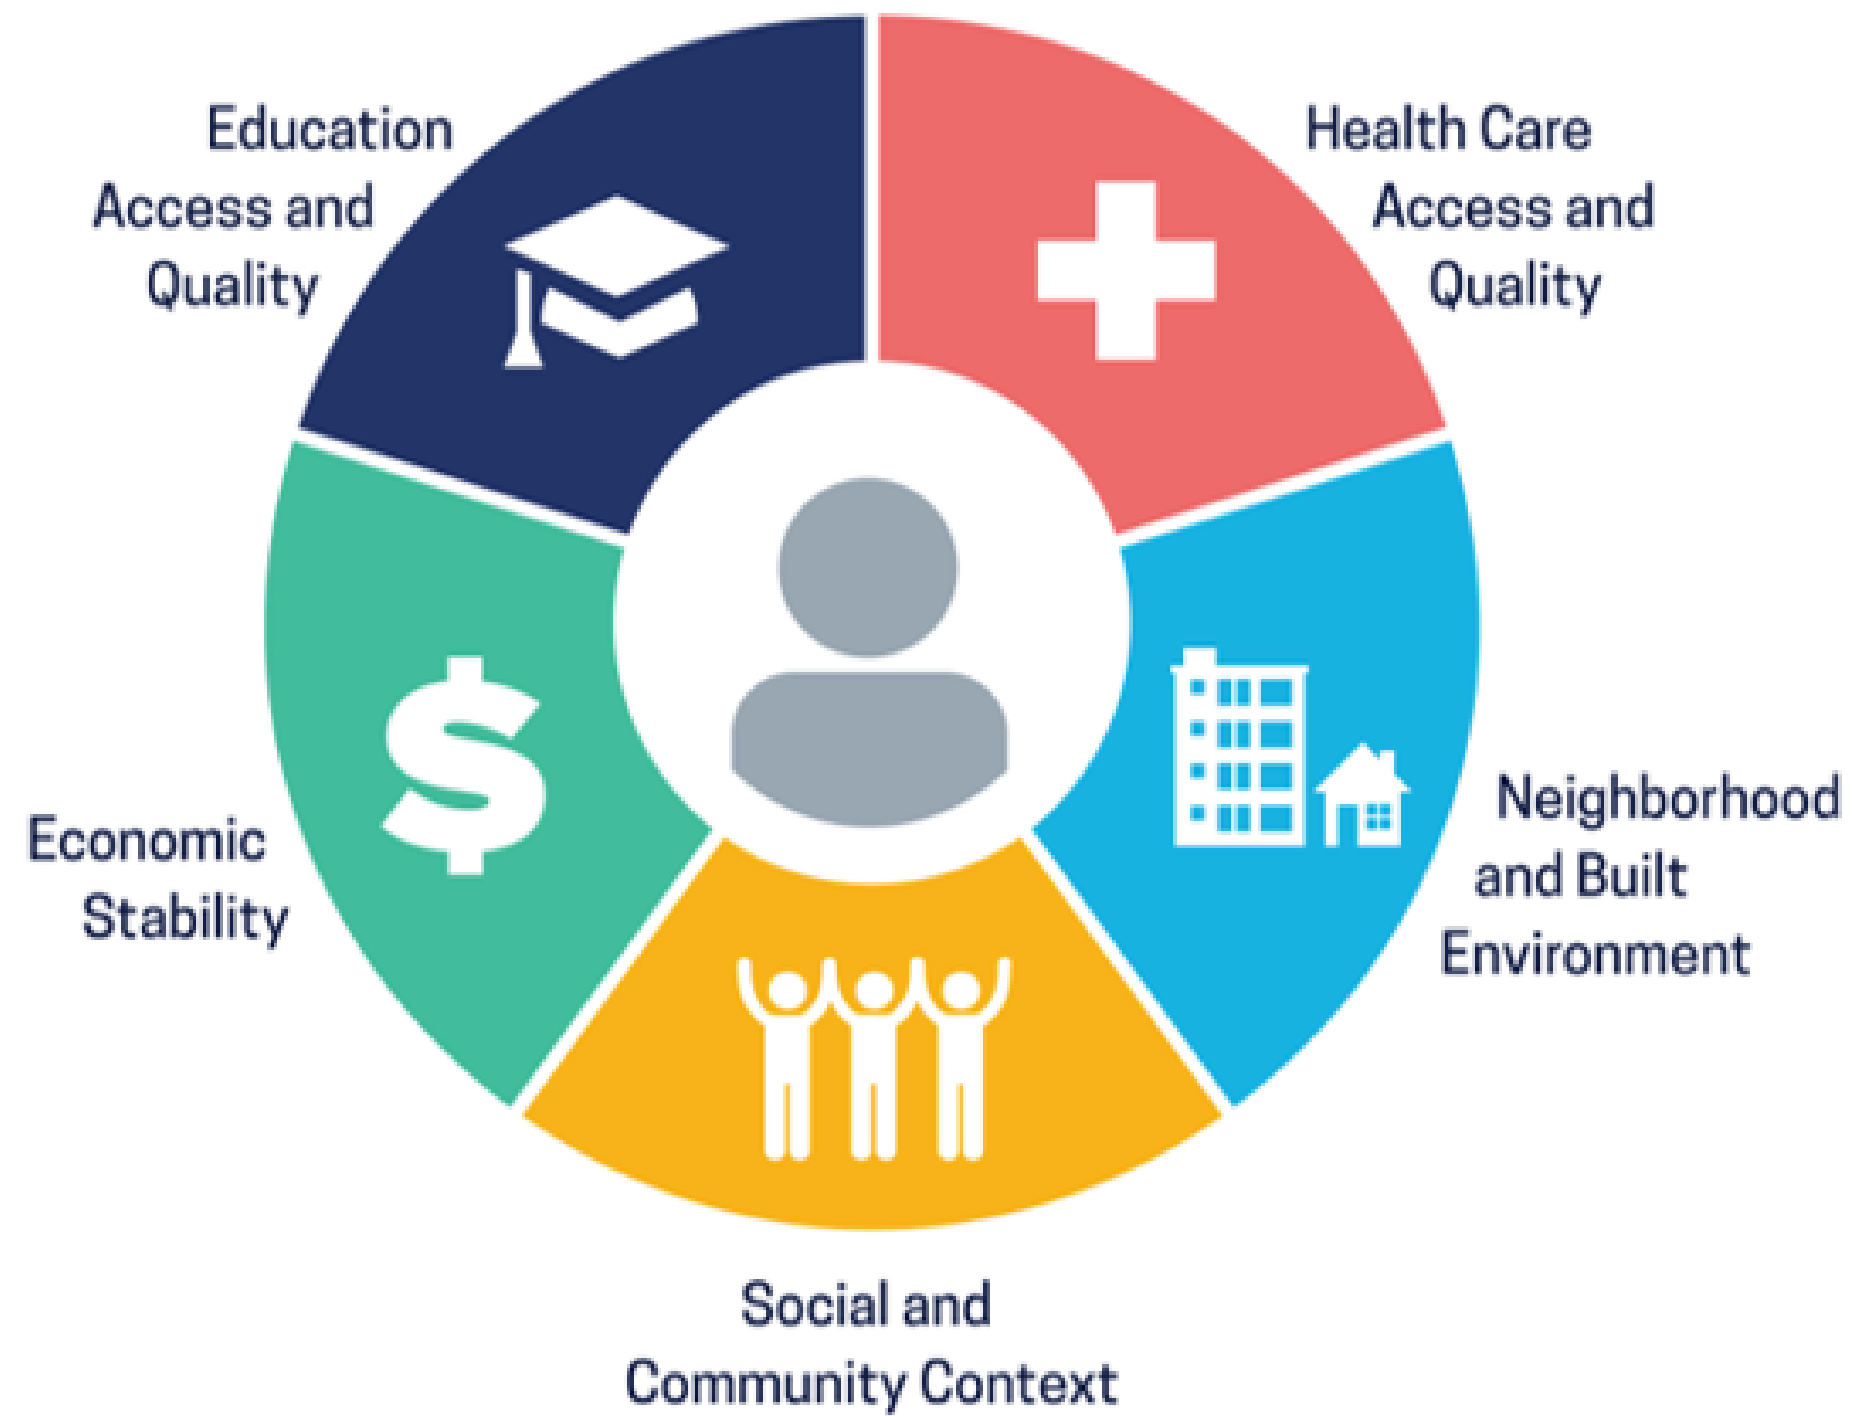 Education
Access and
Quality
Health Care
Access and
Quality
Economic
Stability
Neighborhood
and Built
Environment
Social and
Community Context